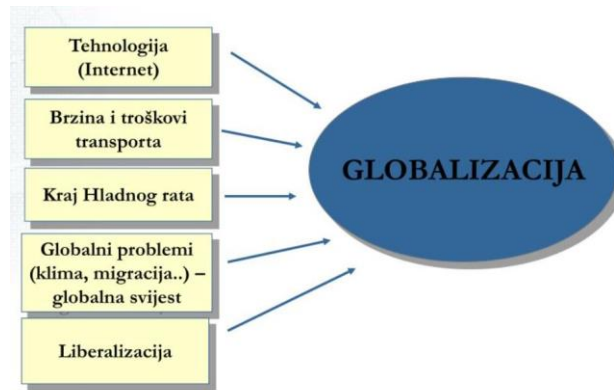 Tehnologija
(Internet)
Brzina i troškovi
transporta
Kraj Hladnog rata
Globalni problemi
(klima, migracija..) –
globalna svijest
Liberalizacija
GLOBALIZACIJA